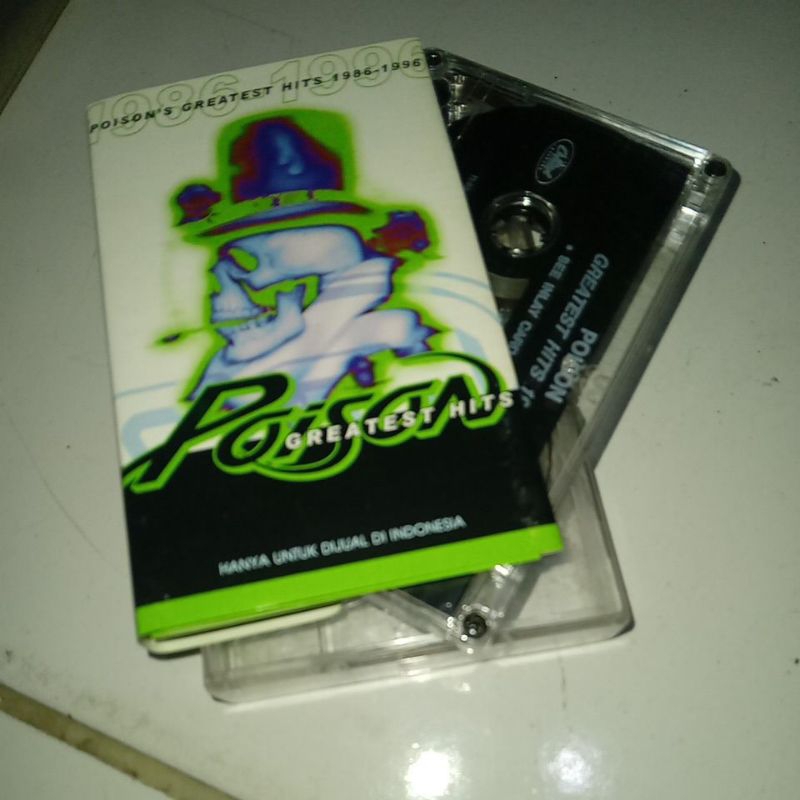 1986-1996
POISON'S GREATEST HITS 1986-1996
POISON
GREATEST HITS
HANYA UNTUK DIJUAL DI INDONESIA
POISON
GREATEST HITS
SEE INLAY CARD